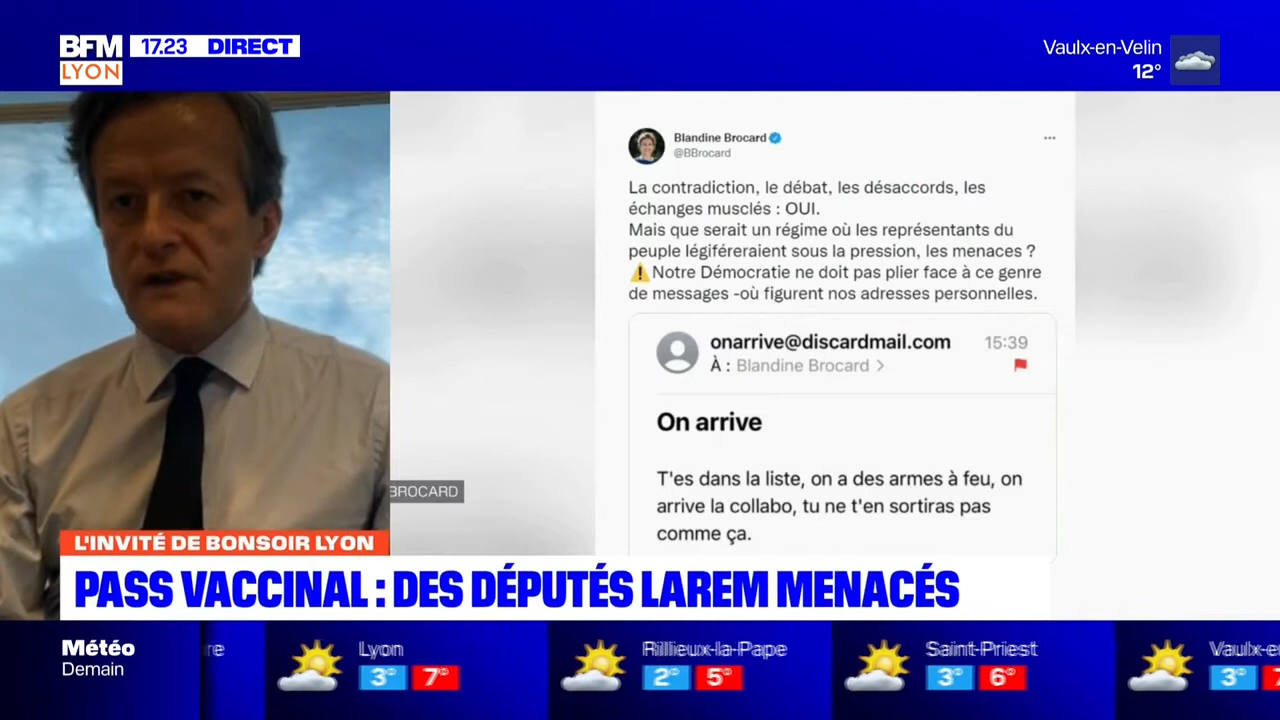 BFM
LYON
17.23 DIRECT
Vaulx-en-Velin
12°
Blandine Brocard
@BBrocard
La contradiction, le débat, les désaccords, les
échanges musclés : OUI.
Mais que serait un régime où les représentants du
peuple légiféreraient sous la pression, les menaces ?
⚠️Notre Démocratie ne doit pas plier face à ce genre
de messages -où figurent nos adresses personnelles.
onarrive@discardmail.com 15:39
À : Blandine Brocard >
On arrive
T'es dans la liste, on a des armes à feu, on
arrive la collabo, tu ne t'en sortiras pas
comme ça.
BROCARD
L'INVITÉ DE BONSOIR LYON
PASS VACCINAL : DES DÉPUTÉS LAREM MENACÉS
Météo
Demain
re
Lyon
3° 7°
Rillieux-la-Pape
2° 5°
Saint-Priest
3° 6°
Vaulx-e
3°